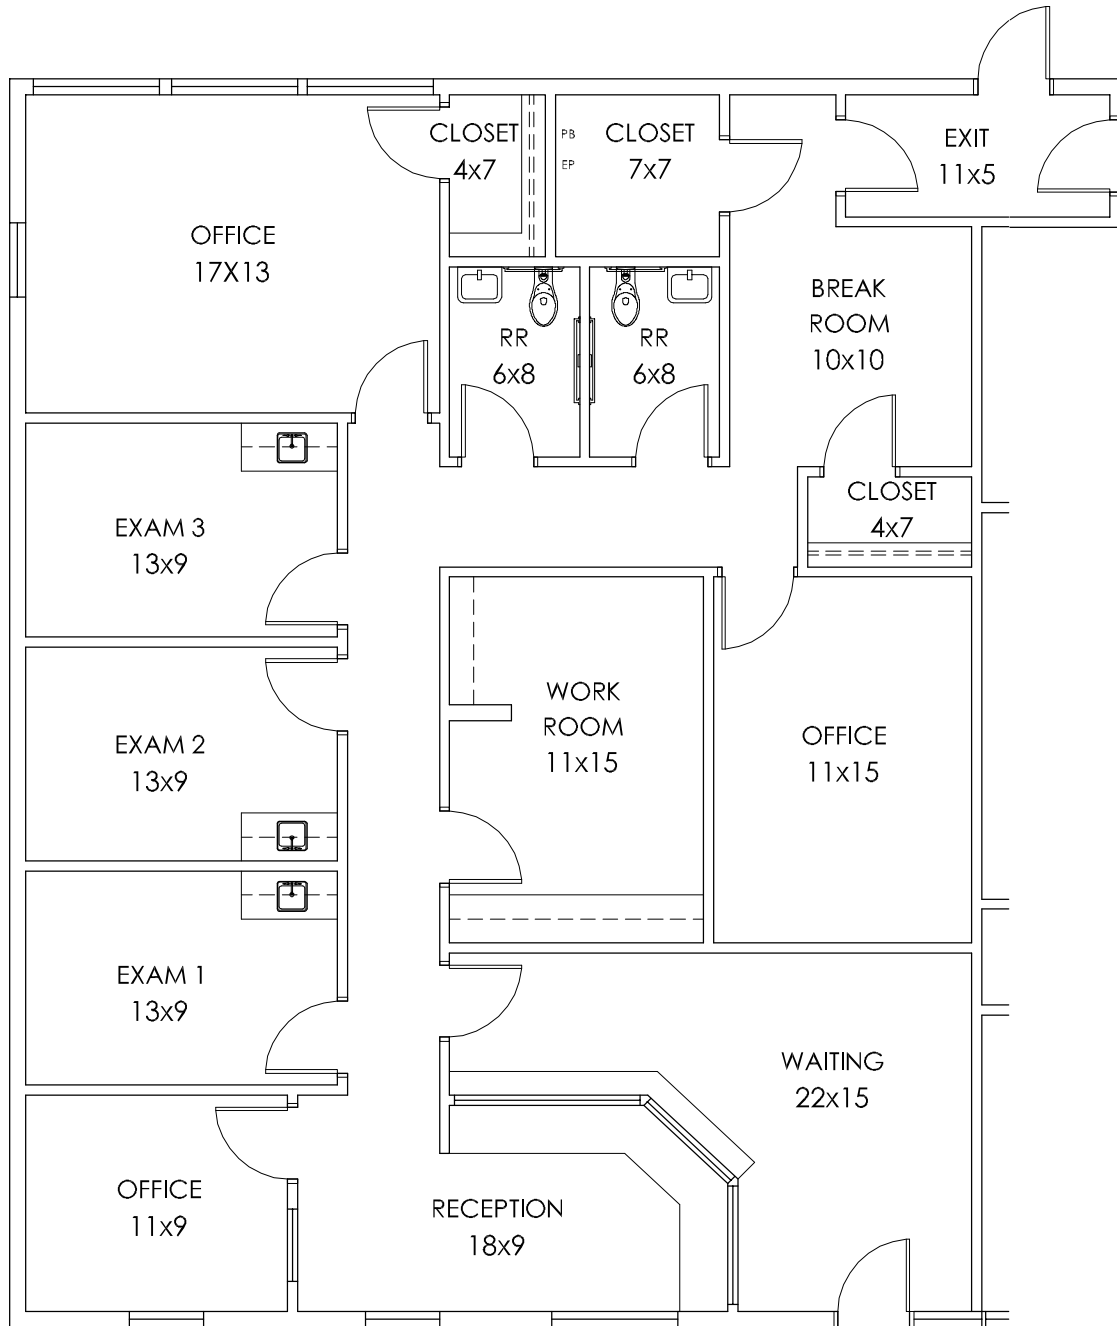 CLOSET
4x7
PB
EP
CLOSET
7x7
EXIT
11x5
OFFICE
17X13
BREAK
ROOM
10x10
RR
6x8
RR
6x8
CLOSET
4x7
EXAM 3
13x9
WORK
ROOM
11x15
OFFICE
11x15
EXAM 2
13x9
EXAM 1
13x9
WAITING
22x15
OFFICE
11x9
RECEPTION
18x9